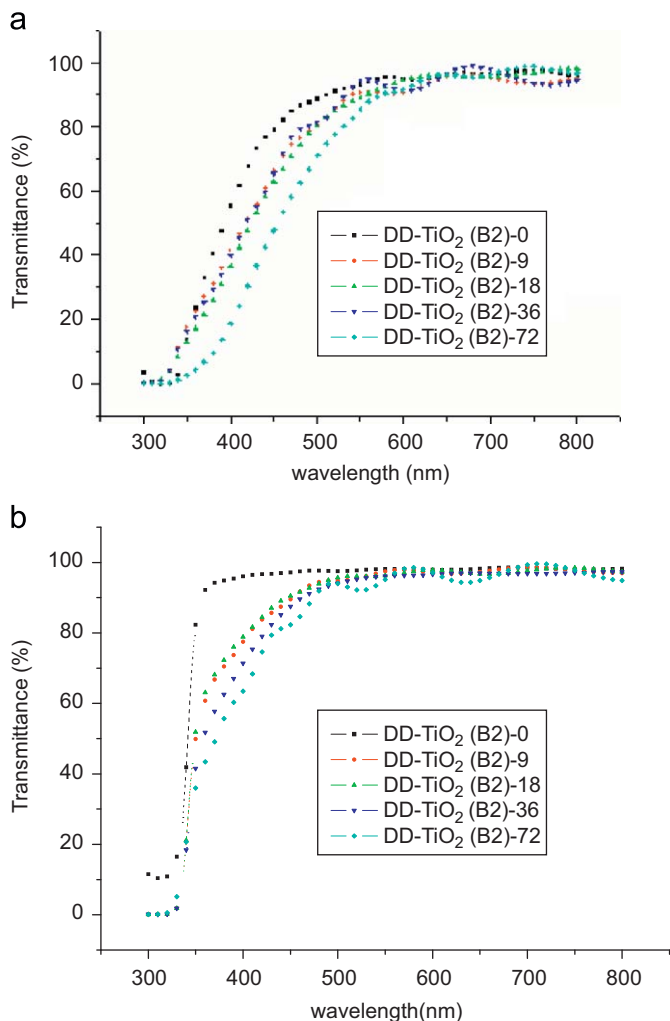 a
Transmittance (%)
100
80
60
40
20
0
DD-TiO₂ (B2)-0
DD-TiO₂ (B2)-9
DD-TiO₂ (B2)-18
DD-TiO₂ (B2)-36
DD-TiO₂ (B2)-72
300 400 500 600 700 800
wavelength (nm)
b
Transmittance (%)
100
80
60
40
20
0
DD-TiO₂ (B2)-0
DD-TiO₂ (B2)-9
DD-TiO₂ (B2)-18
DD-TiO₂ (B2)-36
DD-TiO₂ (B2)-72
300 400 500 600 700 800
wavelength(nm)